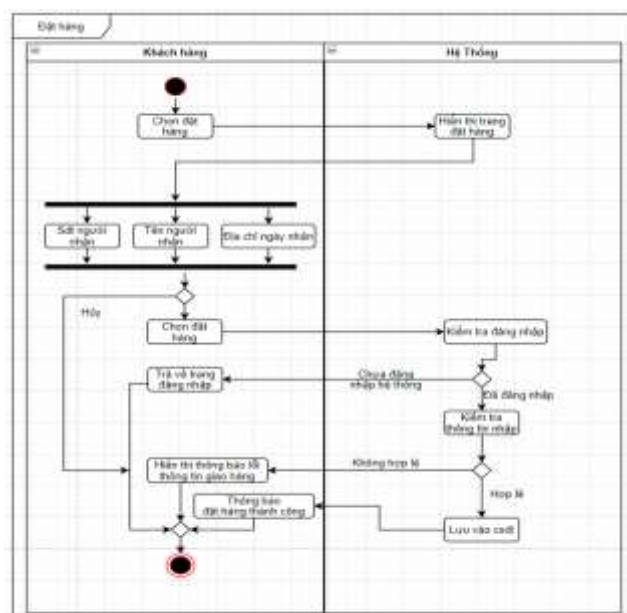 Đặt hàng
Khách hàng
Hệ Thống
Chọn đặt
hàng
Hiển thị trang
đặt hàng
Sdt người
nhận
Tên người
nhận
Địa chỉ ngày nhận
Hủy
Chọn đặt
hàng
Kiểm tra đăng nhập
Trả về trang
đăng nhập
Chưa đăng
nhập hệ thống
Đã đăng nhập
Kiểm tra
thông tin nhập
Hiển thị thông báo lỗi
thông tin giao hàng
Không hợp lệ
Hợp lệ
Thông báo
đặt hàng thành công
Lưu vào csdl